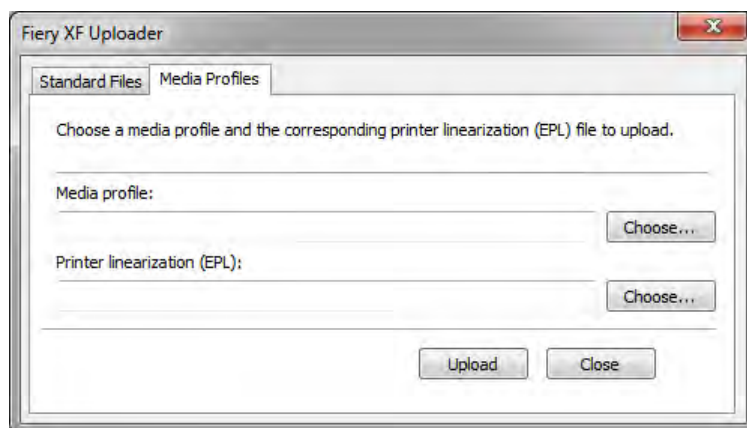 Fiery XF Uploader
X
Standard Files
Media Profiles
Choose a media profile and the corresponding printer linearization (EPL) file to upload.
Media profile:
Choose...
Printer linearization (EPL):
Choose...
Upload
Close